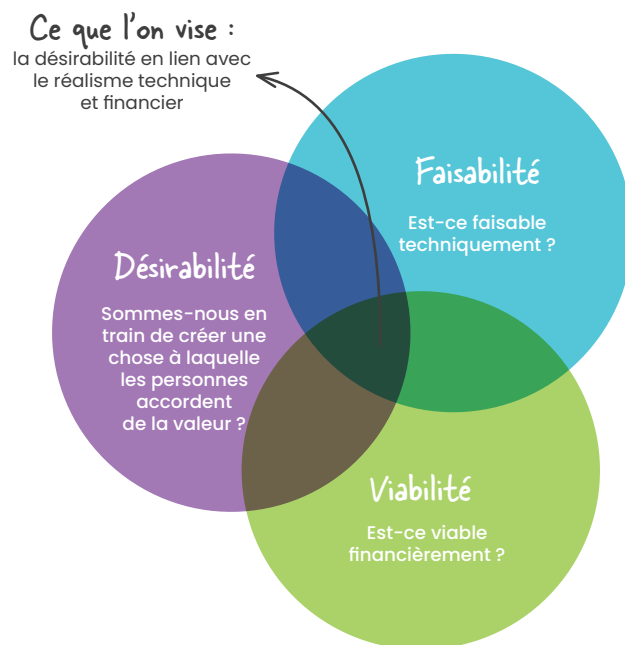 Ce que l'on vise :
la désirabilité en lien avec
le réalisme technique
et financier
Faisabilité
Est-ce faisable
techniquement ?
Désirabilité
Sommes-nous en
train de créer une
chose à laquelle
les personnes
accordent
de la valeur ?
Viabilité
Est-ce viable
financièrement ?